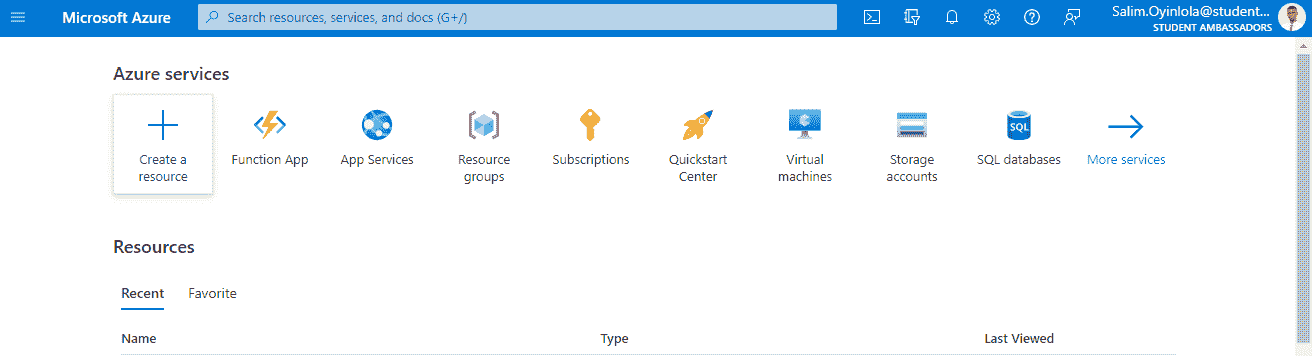 Microsoft Azure
Search resources, services, and docs (G+/)
Salim.Oyinlola@student...
STUDENT AMBASSADORS
Azure services
Create a
resource
Function App
App Services
Resource
groups
Subscriptions
Quickstart
Center
Virtual
machines
Storage
accounts
SQL
SQL databases
More services
Resources
Recent
Favorite
Name
Type
Last Viewed